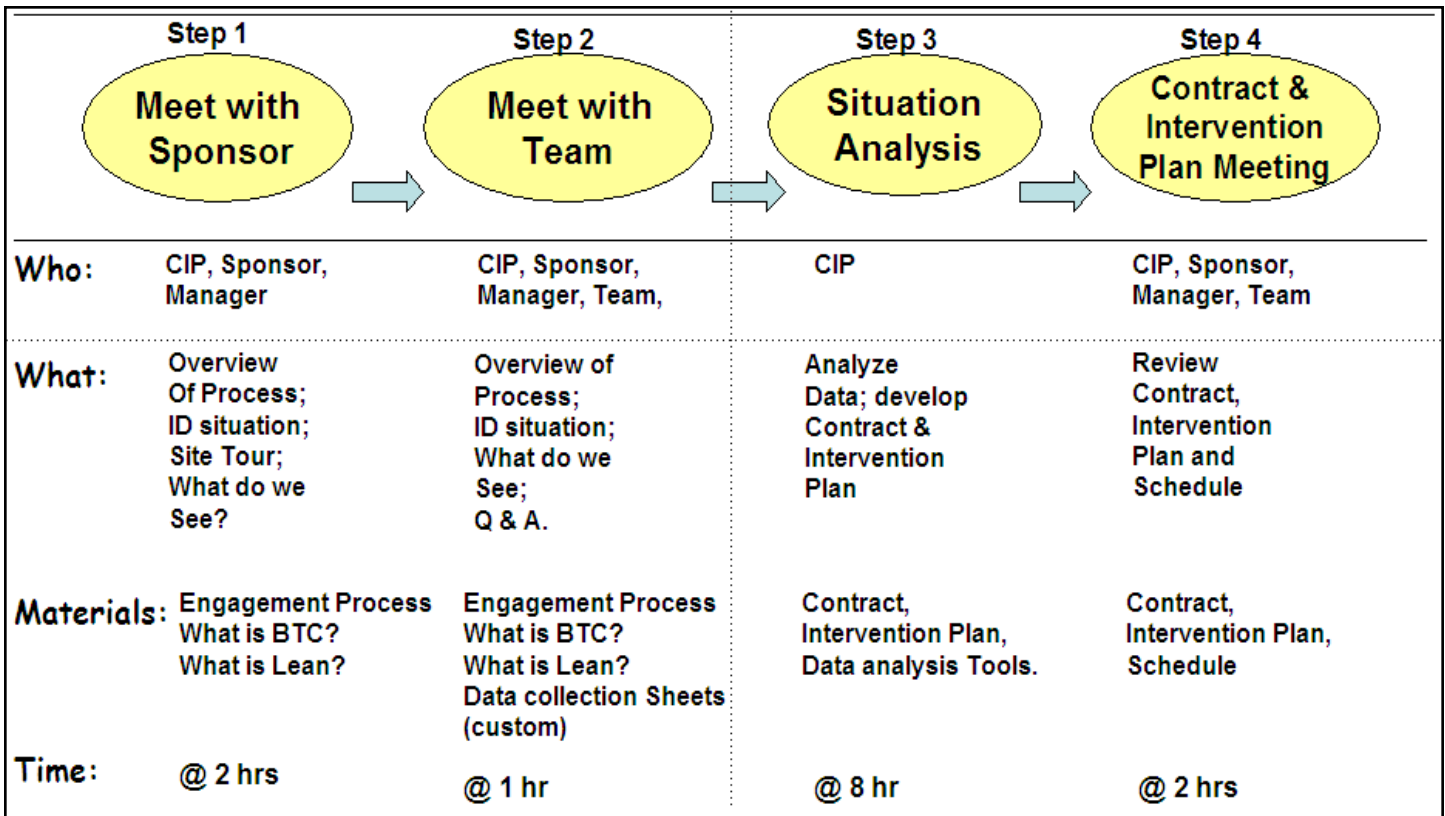 Step 1
Meet with
Sponsor
Step 2
Meet with
Team
Step 3
Situation
Analysis
Step 4
Contract &
Intervention
Plan Meeting
Who:
CIP, Sponsor,
Manager
CIP, Sponsor,
Manager, Team,
CIP
CIP, Sponsor,
Manager, Team
What:
Overview
Of Process;
ID situation;
Site Tour;
What do we
See?
Overview of
Process;
ID situation;
What do we
See;
Q & A.
Analyze
Data; develop
Contract &
Intervention
Plan
Review
Contract,
Intervention
Plan and
Schedule
Materials:
Engagement Process
What is BTC?
What is Lean?
Engagement Process
What is BTC?
What is Lean?
Data collection Sheets
(custom)
Contract,
Intervention Plan,
Data analysis Tools.
Contract,
Intervention Plan,
Schedule
Time:
@ 2 hrs
@ 1 hr
@ 8 hr
@ 2 hrs